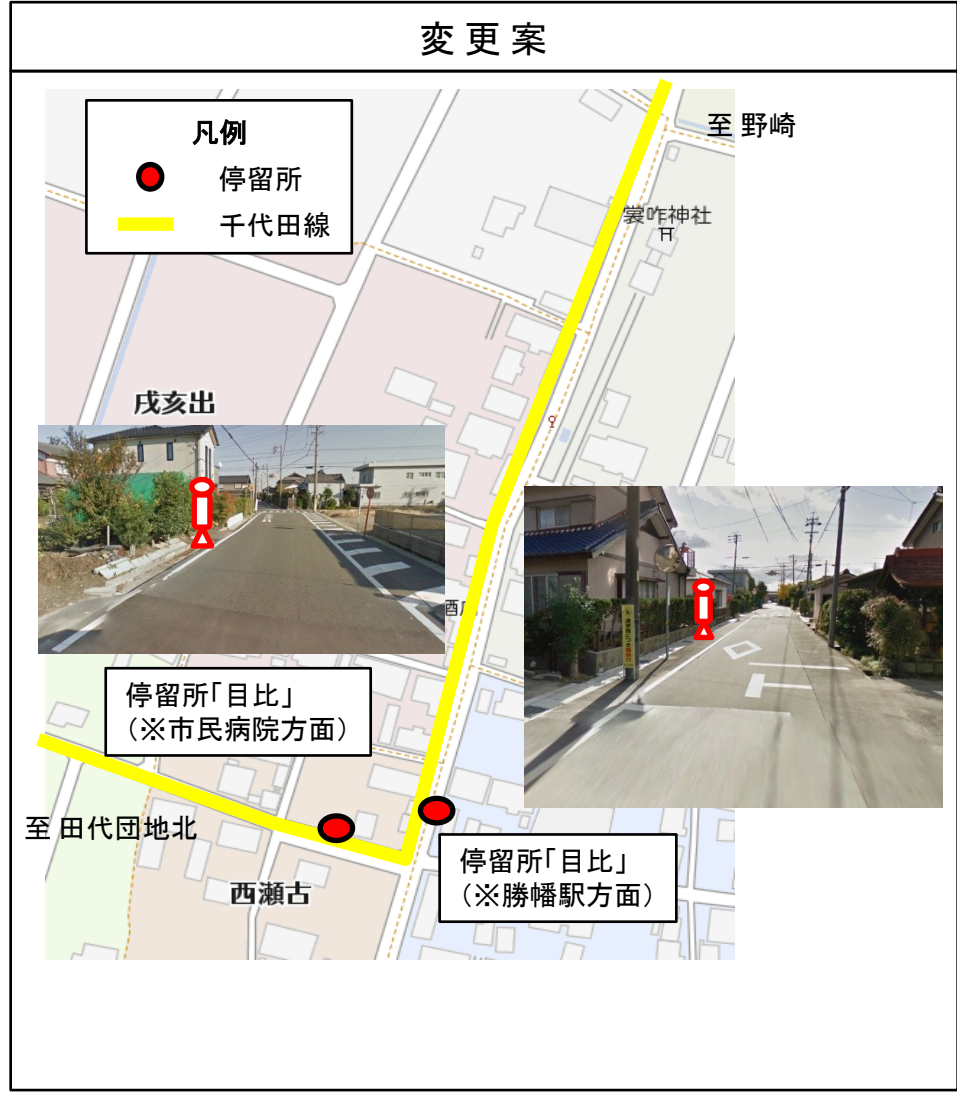 変更案
凡例
停留所
千代田線
至 野崎
裳咋神社
戌亥出
停留所「目比」
（※市民病院方面）
至 田代団地北
停留所「目比」
（※勝幡駅方面）
西瀬古